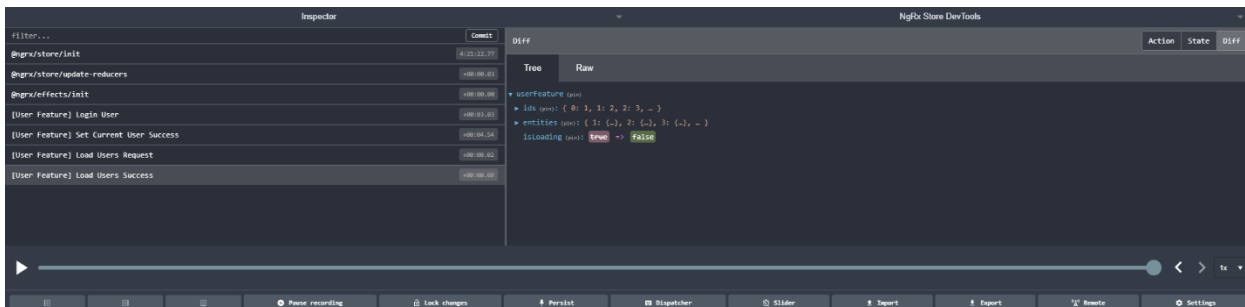 Inspector
NgRx Store DevTools
filter...
Commit
@ngrx/store/init
4:21:22.77
@ngrx/store/update-reducers
+00:00.03
@ngrx/effects/init
+00:00.00
[User Feature] Login User
+00:03.03
[User Feature] Set Current User Success
+00:04.54
[User Feature] Load Users Request
+00:00.02
[User Feature] Load Users Success
Diff
Action State Diff
Tree Raw
userFeature (pin)
ids (pin): { 0: 1, 1: 2, 2: 3, … }
entities (pin): { 1: {…}, 2: {…}, 3: {…}, … }
isLoading (pin): true => false
1x
Pause recording Lock changes Persist Dispatcher Slider Import Export Remote Settings